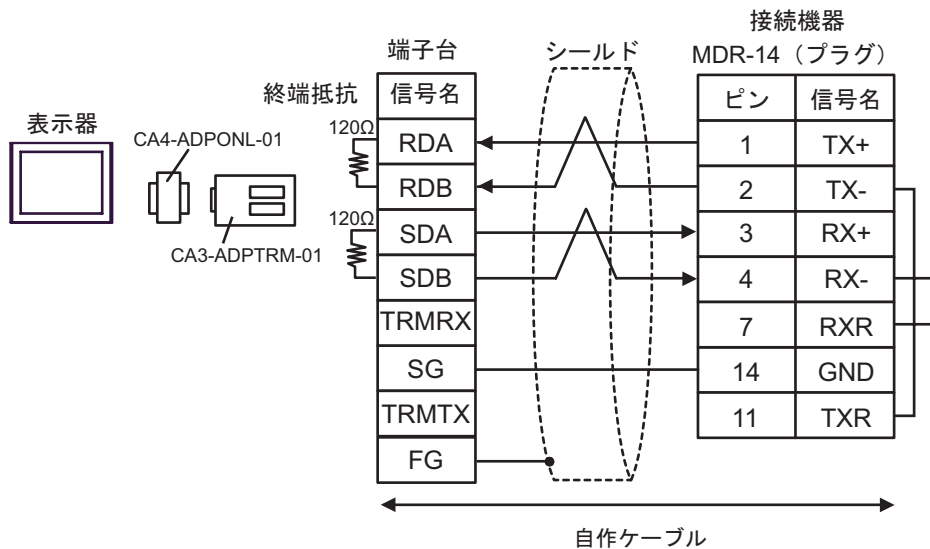 接続機器
端子台
シールド
MDR-14（プラグ）
終端抵抗
信号名
ピン
信号名
表示器
CA4-ADPONL-01
CA3-ADPTRM-01
120Ω
RDA
1
TX+
RDB
2
TX-
120Ω
SDA
3
RX+
SDB
4
RX-
TRMRX
7
RXR
SG
14
GND
TRMTX
11
TXR
FG
自作ケーブル